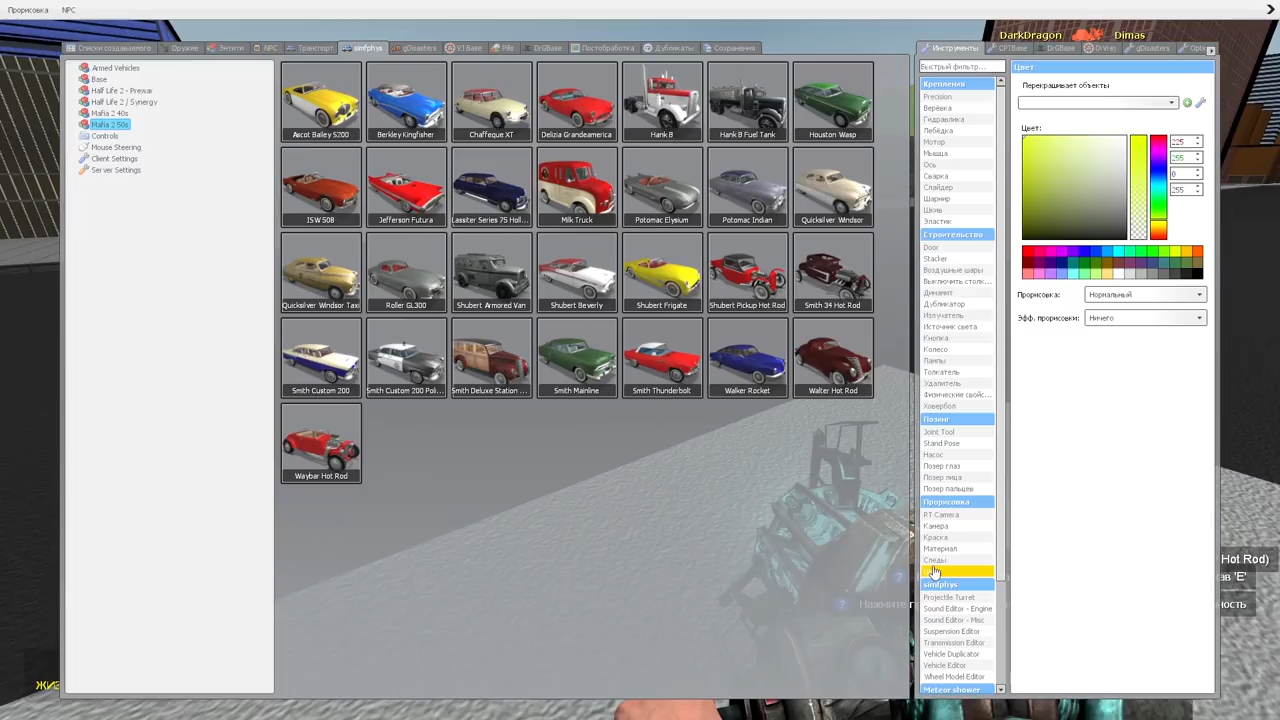 Прорисовка NPC
DarkDragon Dimas
Списки создаваемого Оружие Энтити NPC Транспорт simfphys gDisasters VJ Base Pills DrGBase Постобработка Дубликаты Сохранения
Инструменты CPTBase DrGBase gDisasters
Armed Vehicles
Base
Half Life 2 - Prewar
Half Life 2 / Synergy
Mafia 2 40s
Mafia 2 50s
Controls
Mouse Steering
Client Settings
Server Settings
Ascot Bailey S200 Berkley Kingfisher Chaffeque XT Delizia Grandeamerica Hank B Hank B Fuel Tank Houston Wasp
ISW 508 Jefferson Futura Lassiter Series 75 Holl... Milk Truck Potomac Elysium Potomac Indian Quicksilver Windsor
Quicksilver Windsor Taxi Roller GL300 Shubert Armored Van Shubert Beverly Shubert Frigate Shubert Pickup Hot Rod Smith 34 Hot Rod
Smith Custom 200 Smith Custom 200 Poli... Smith Deluxe Station ... Smith Mainline Smith Thunderbolt Walker Rocket Walter Hot Rod
Waybar Hot Rod
Быстрый фильтр...
Крепления
Precision
Верёвка
Гидравлика
Лебёдка
Мотор
Мышца
Ось
Сварка
Слайдер
Шарнир
Шкив
Эластик
Строительство
Door
Stacker
Воздушные шары
Выключить столк...
Динамит
Дубликатор
Излучатель
Источник света
Кнопка
Колесо
Лампы
Толкатель
Удалитель
Физические свойс...
Ховербол
Позинг
Joint Tool
Stand Pose
Насос
Позер глаз
Позер лица
Позер пальцев
Прорисовка
RT Camera
Камера
Краска
Материал
Следы
simfphys
Projectile Turret
Sound Editor - Engine
Sound Editor - Misc
Suspension Editor
Transmission Editor
Vehicle Duplicator
Vehicle Editor
Wheel Model Editor
Meteor shower
Цвет
Перекрашивает объекты
Цвет:
225
255
0
255
Прорисовка: Нормальный
Эфф. прорисовки: Ничего
Hot Rod)
ав 'E'
Нажмите
ность
ЖИЗ